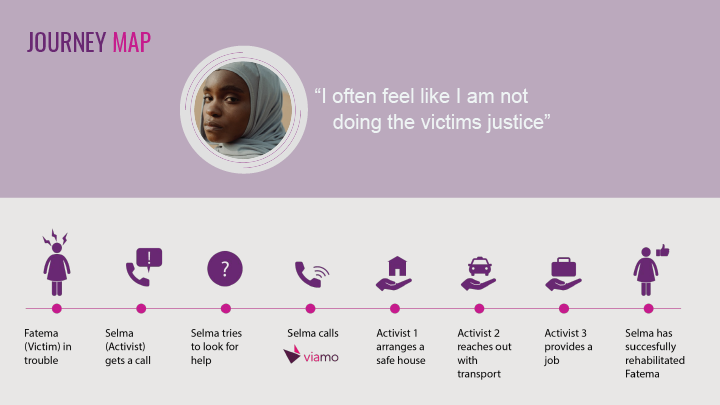 JOURNEY MAP
“I often feel like I am not
doing the victims justice”
!
?
Fatema
(Victim) in
trouble
Selma
(Activist)
gets a call
Selma tries
to look for
help
Selma calls
viamo
Activist 1
arranges a
safe house
Activist 2
reaches out
with
transport
Activist 3
provides a
job
Selma has
succesfully
rehabilitated
Fatema